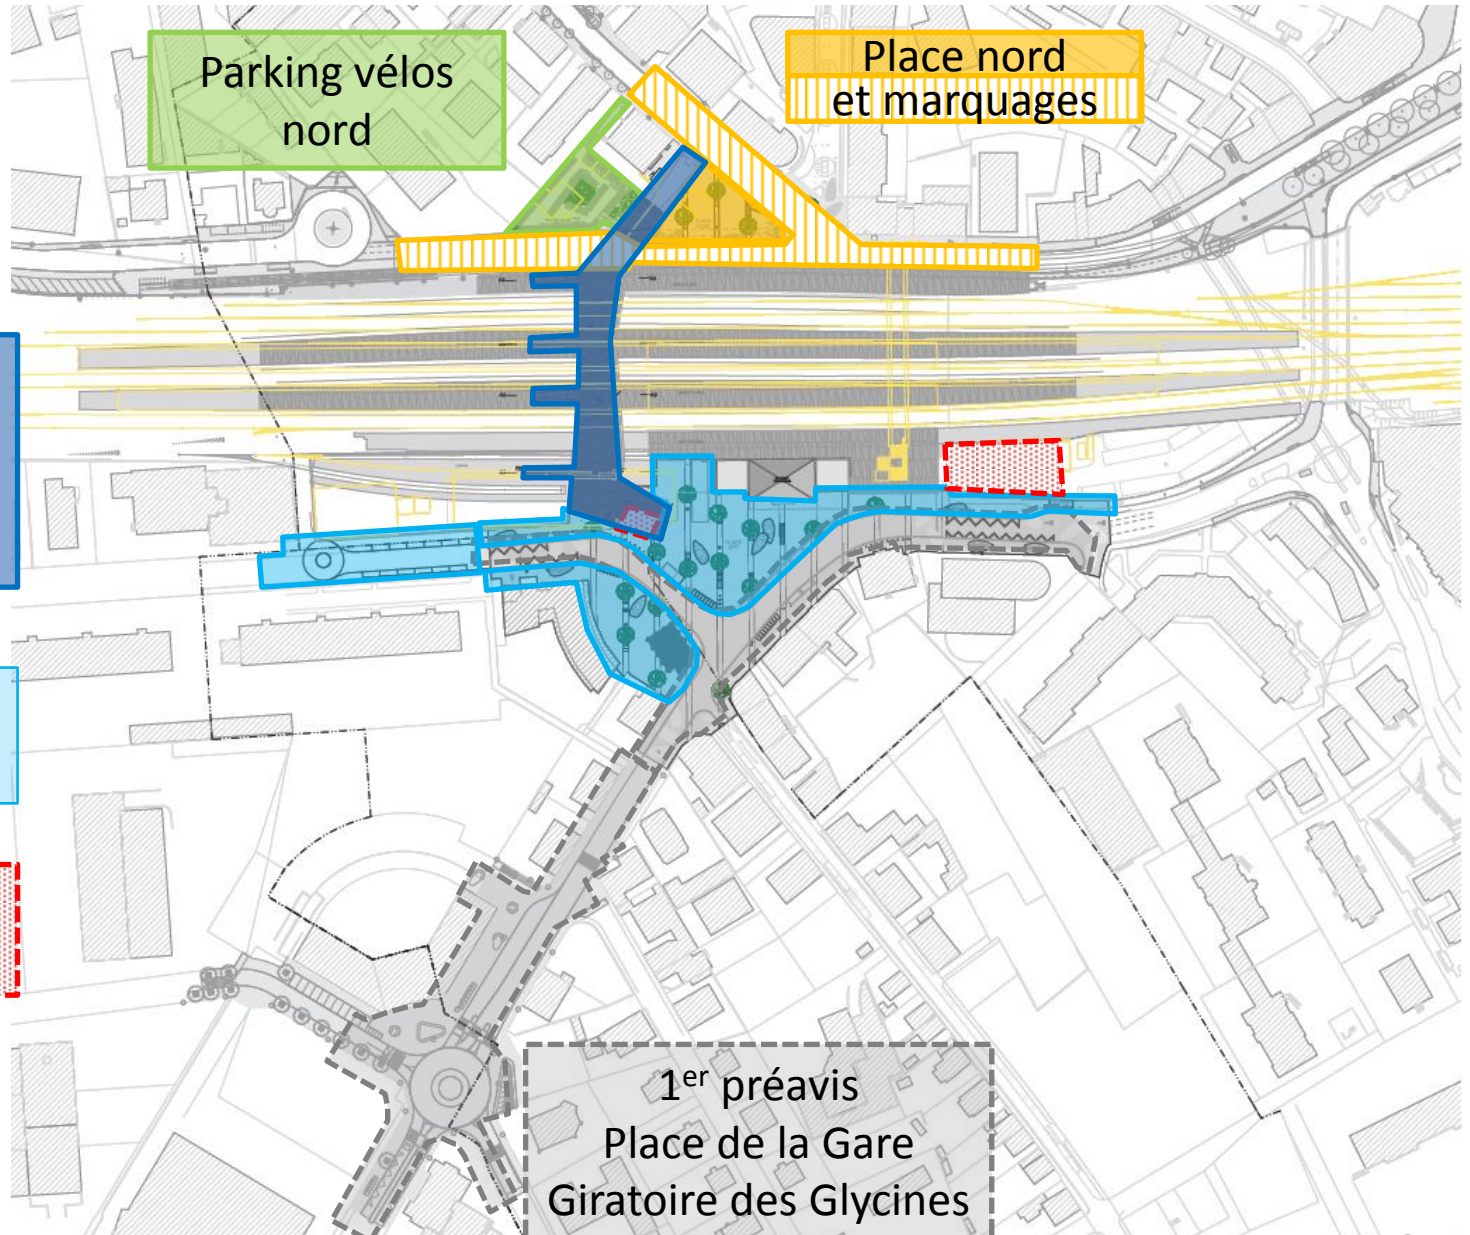 Parking vélos
nord
Place nord
et marquages
1er préavis
Place de la Gare
Giratoire des Glycines